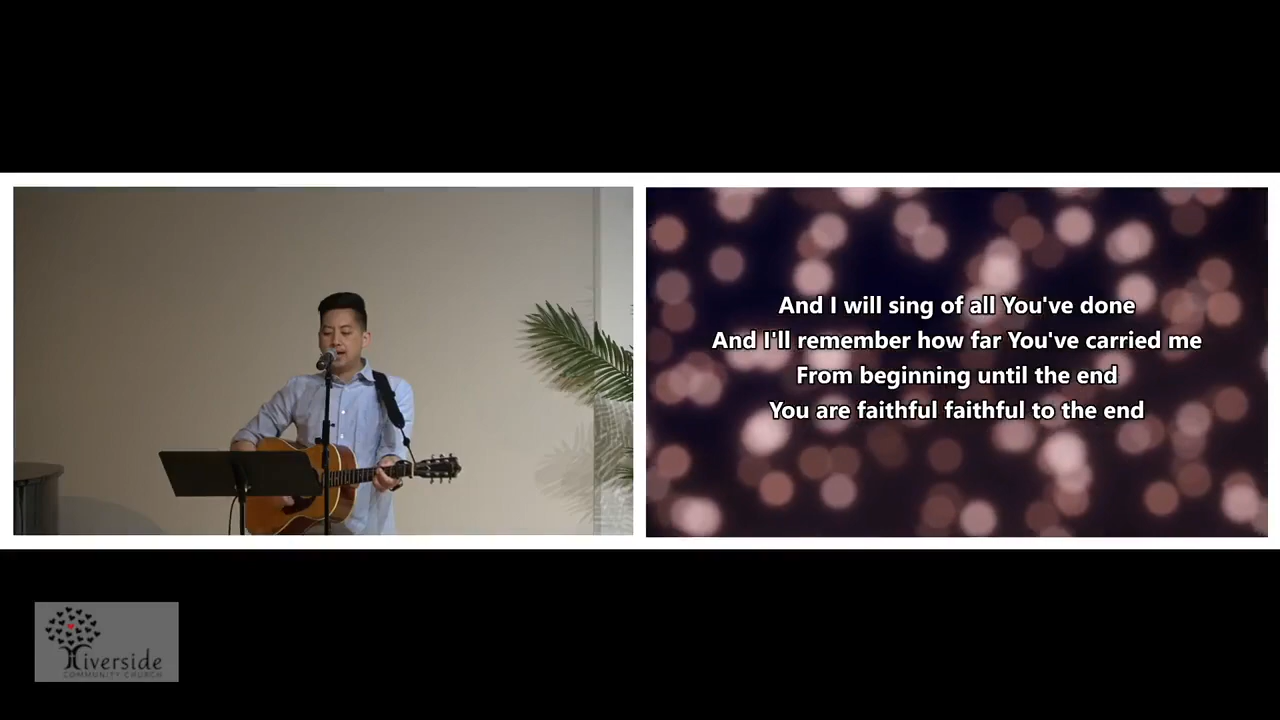 And I will sing of all You've done
And I'll remember how far You've carried me
From beginning until the end
You are faithful faithful to the end
Riverside
COMMUNITY CHURCH